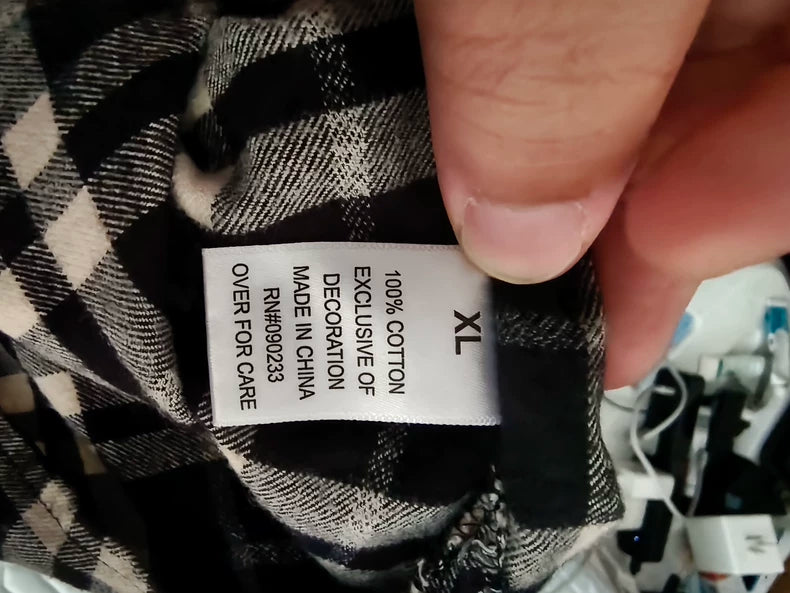 XL
100% COTTON
EXCLUSIVE OF
DECORATION
MADE IN CHINA
RN#090233
OVER FOR CARE